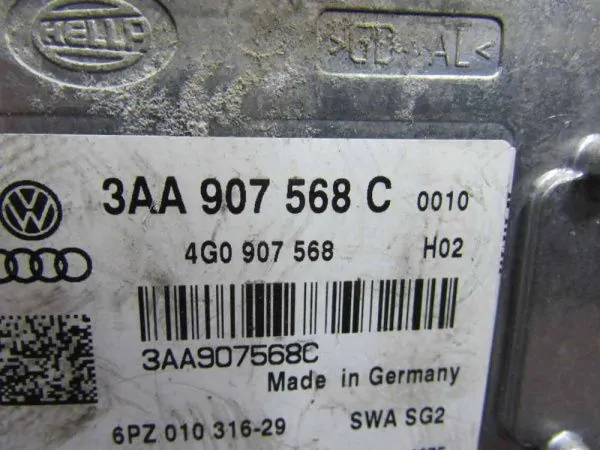 HELLA
>GD-AL<
3AA 907 568 C 0010
4G0 907 568 H02
3AA907568C
Made in Germany
6PZ 010 316-29 SWA SG2